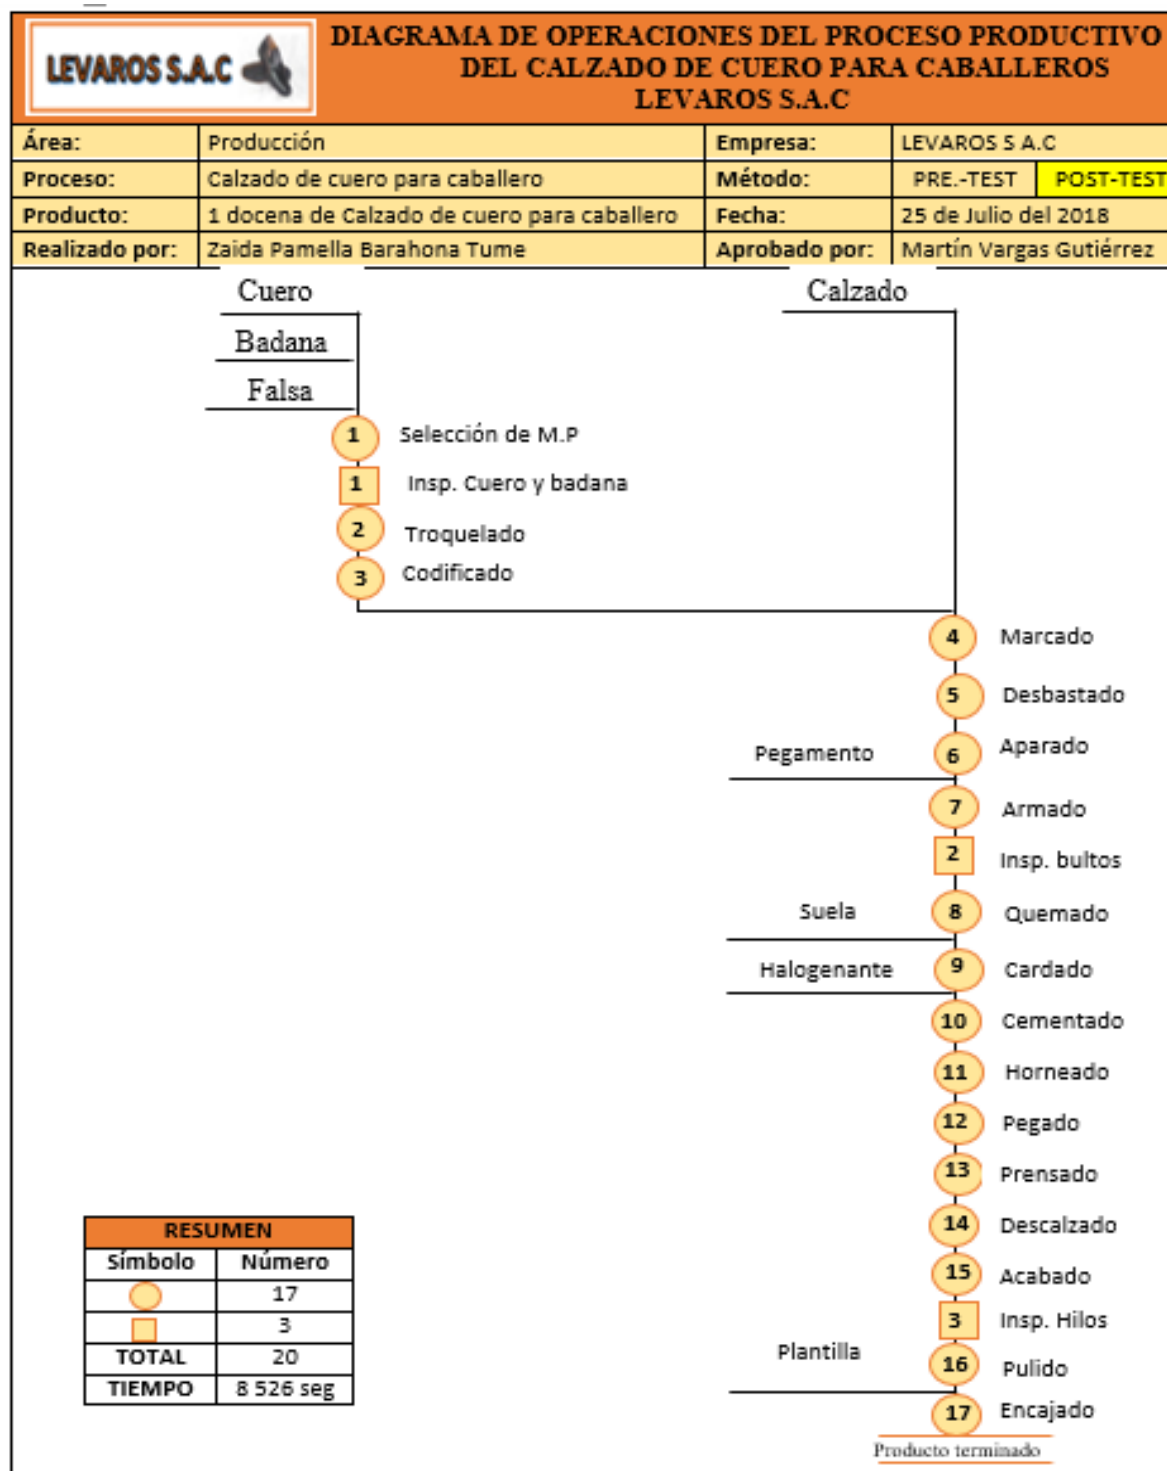 LEVAROS S.A.C
DIAGRAMA DE OPERACIONES DEL PROCESO PRODUCTIVO
DEL CALZADO DE CUERO PARA CABALLEROS
LEVAROS S.A.C
Área: Producción Empresa: LEVAROS S A.C
Proceso: Calzado de cuero para caballero Método: PRE.-TEST POST-TEST
Producto: 1 docena de Calzado de cuero para caballero Fecha: 25 de Julio del 2018
Realizado por: Zaida Pamella Barahona Tume Aprobado por: Martín Vargas Gutiérrez
Cuero
Badana
Falsa
1 Selección de M.P
1 Insp. Cuero y badana
2 Troquelado
3 Codificado
Calzado
4 Marcado
5 Desbastado
Pegamento
6 Aparado
7 Armado
2 Insp. bultos
Suela
8 Quemado
Halogenante
9 Cardado
10 Cementado
11 Horneado
12 Pegado
13 Prensado
14 Descalzado
15 Acabado
3 Insp. Hilos
Plantilla
16 Pulido
17 Encajado
Producto terminado
RESUMEN
Símbolo Número
17
3
TOTAL 20
TIEMPO 8 526 seg